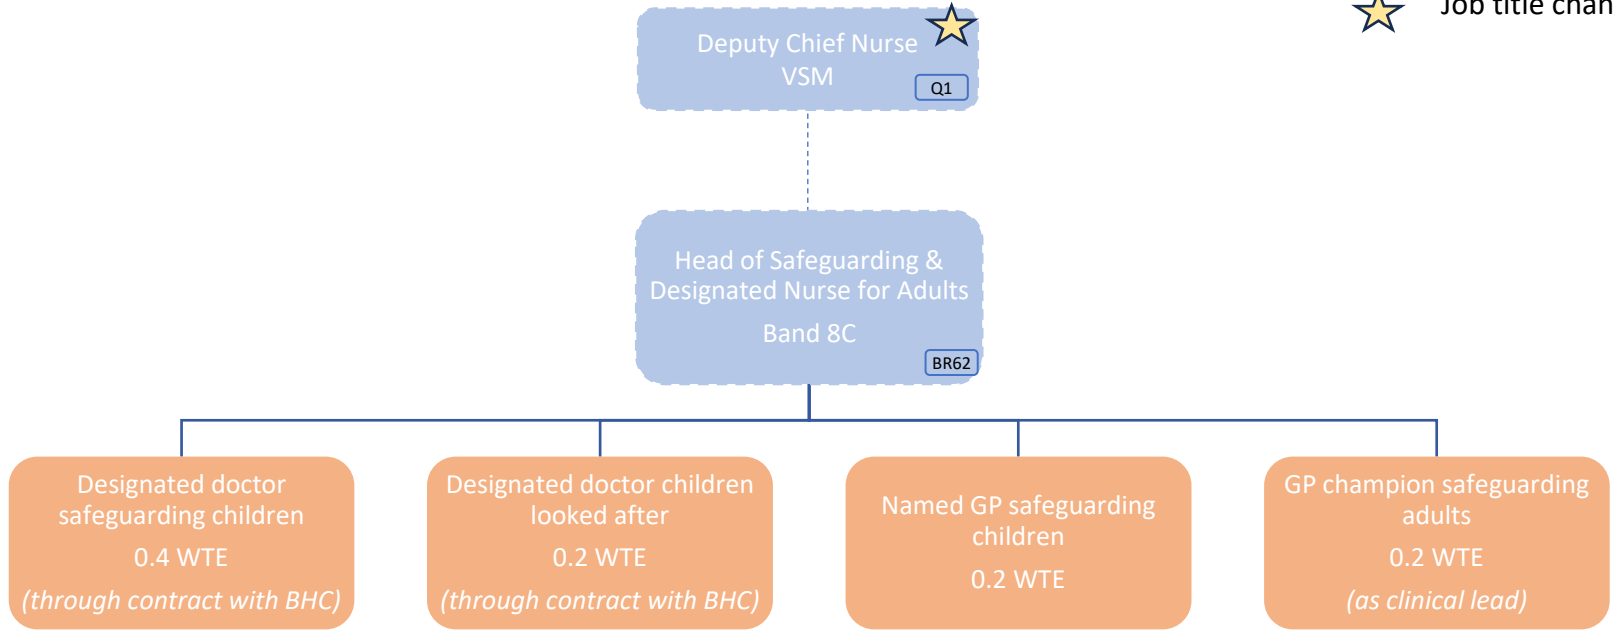 Job title
Deputy Chief Nurse
VSM
Q1
Head of Safeguarding &
Designated Nurse for Adults
Band 8C
BR62
Designated doctor
safeguarding children
0.4 WTE
(through contract with BHC)
Designated doctor children
looked after
0.2 WTE
(through contract with BHC)
Named GP safeguarding
children
0.2 WTE
GP champion safeguarding
adults
0.2 WTE
(as clinical lead)